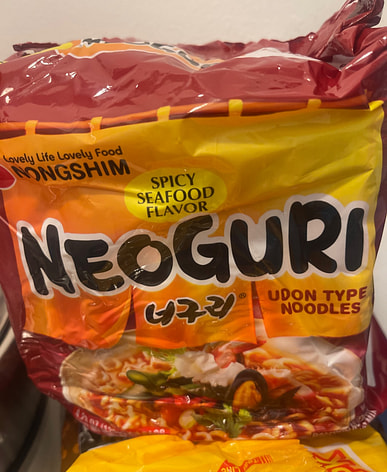 Lovely Life Lovely Food
NONGSHIM
SPICY
SEAFOOD
FLAVOR
NEOGURI
너구리®
UDON TYPE
NOODLES